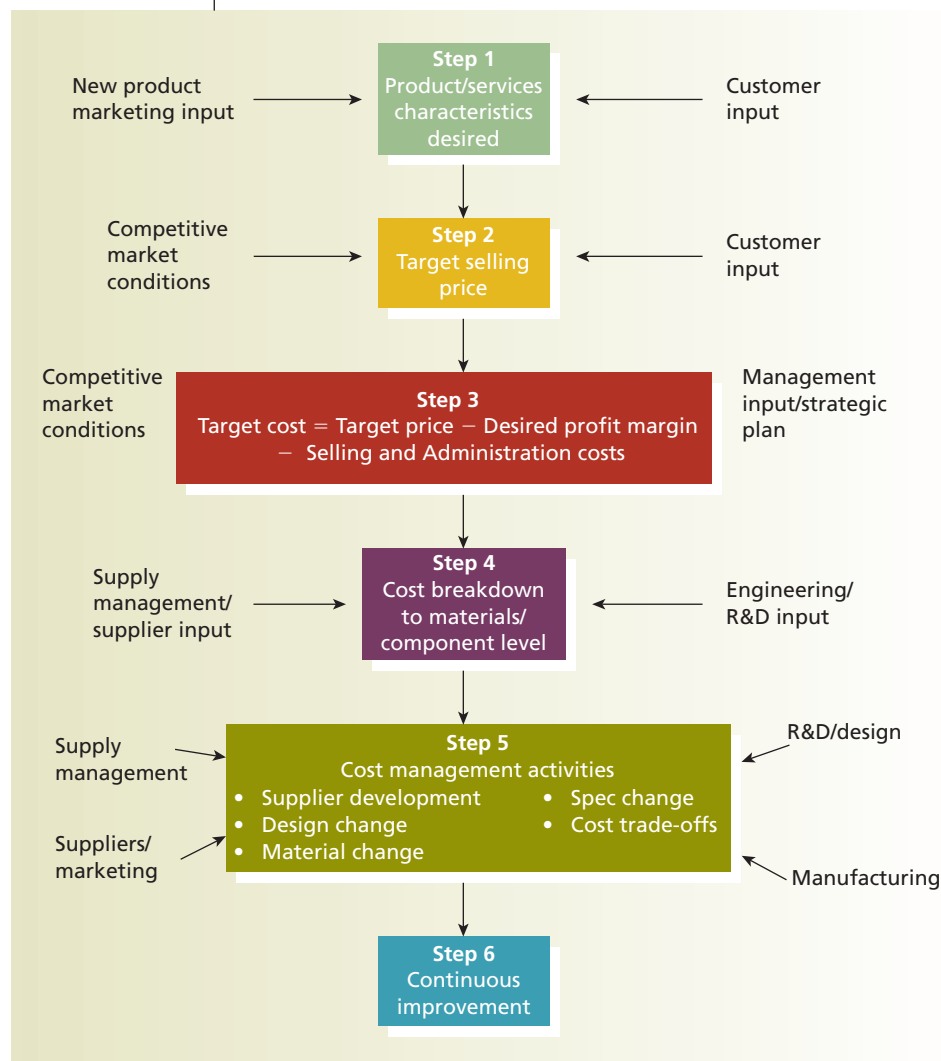 New product
marketing input
Step 1
Product/services
characteristics
desired
Customer
input
Competitive
market
conditions
Step 2
Target selling
price
Customer
input
Competitive
market
conditions
Step 3
Target cost = Target price − Desired profit margin
− Selling and Administration costs
Management
input/strategic
plan
Supply
management/
supplier input
Step 4
Cost breakdown
to materials/
component level
Engineering/
R&D input
Supply
management
Suppliers/
marketing
Step 5
Cost management activities
• Supplier development
• Design change
• Material change
• Spec change
• Cost trade-offs
R&D/design
Manufacturing
Step 6
Continuous
improvement